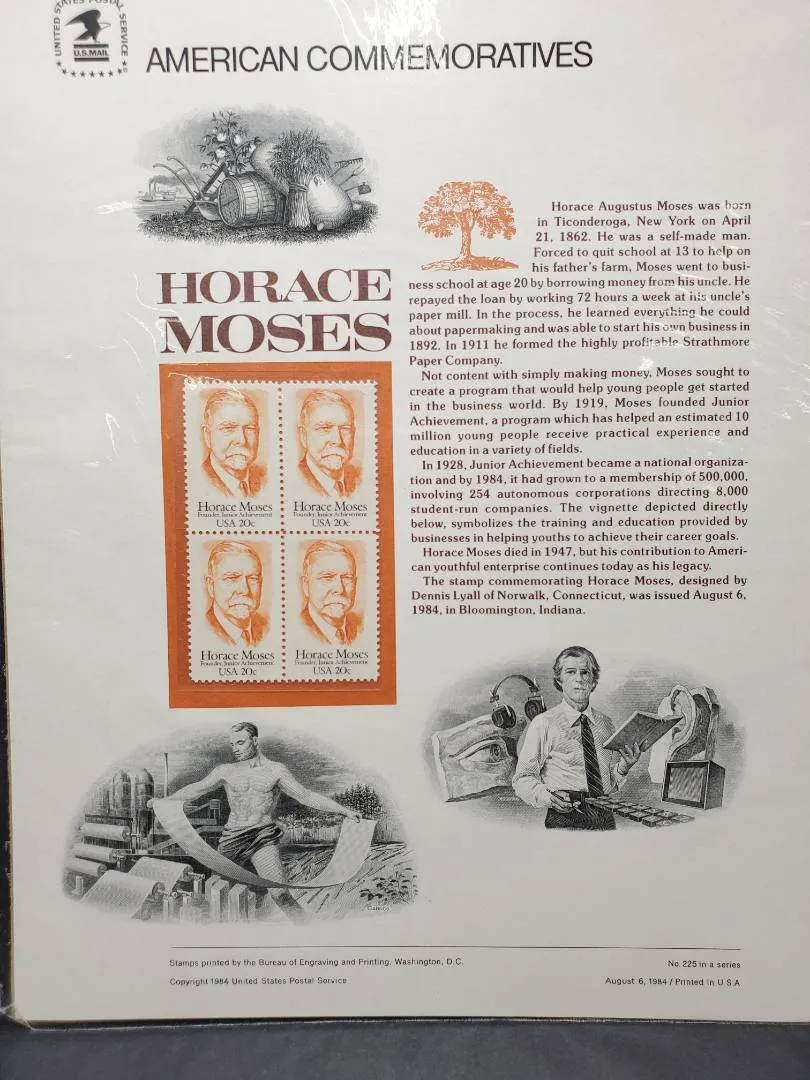 UNITED STATES POSTAL SERVICE
U.S.MAIL
AMERICAN COMMEMORATIVES
HORACE
MOSES
Horace Moses
Founder, Junior Achievement
USA 20c
Horace Moses
Founder, Junior Achievement
USA 20c
Horace Moses
Founder, Junior Achievement
USA 20c
Horace Moses
Founder, Junior Achievement
USA 20c
Horace Augustus Moses was born
in Ticonderoga, New York on April
21, 1862. He was a self-made man.
Forced to quit school at 13 to help on
his father's farm, Moses went to busi-
ness school at age 20 by borrowing money from his uncle. He
repayed the loan by working 72 hours a week at his uncle's
paper mill. In the process, he learned everything he could
about papermaking and was able to start his own business in
1892. In 1911 he formed the highly profitable Strathmore
Paper Company.
Not content with simply making money, Moses sought to
create a program that would help young people get started
in the business world. By 1919, Moses founded Junior
Achievement, a program which has helped an estimated 10
million young people receive practical experience and
education in a variety of fields.
In 1928, Junior Achievement became a national organiza-
tion and by 1984, it had grown to a membership of 500,000,
involving 254 autonomous corporations directing 8,000
student-run companies. The vignette depicted directly
below, symbolizes the training and education provided by
businesses in helping youths to achieve their career goals.
Horace Moses died in 1947, but his contribution to Ameri-
can youthful enterprise continues today as his legacy.
The stamp commemorating Horace Moses, designed by
Dennis Lyall of Norwalk, Connecticut, was issued August 6,
1984, in Bloomington, Indiana.
Stamps printed by the Bureau of Engraving and Printing, Washington, D.C.
No. 225 in a series
Copyright 1984 United States Postal Service
August 6, 1984 / Printed in U.S.A.